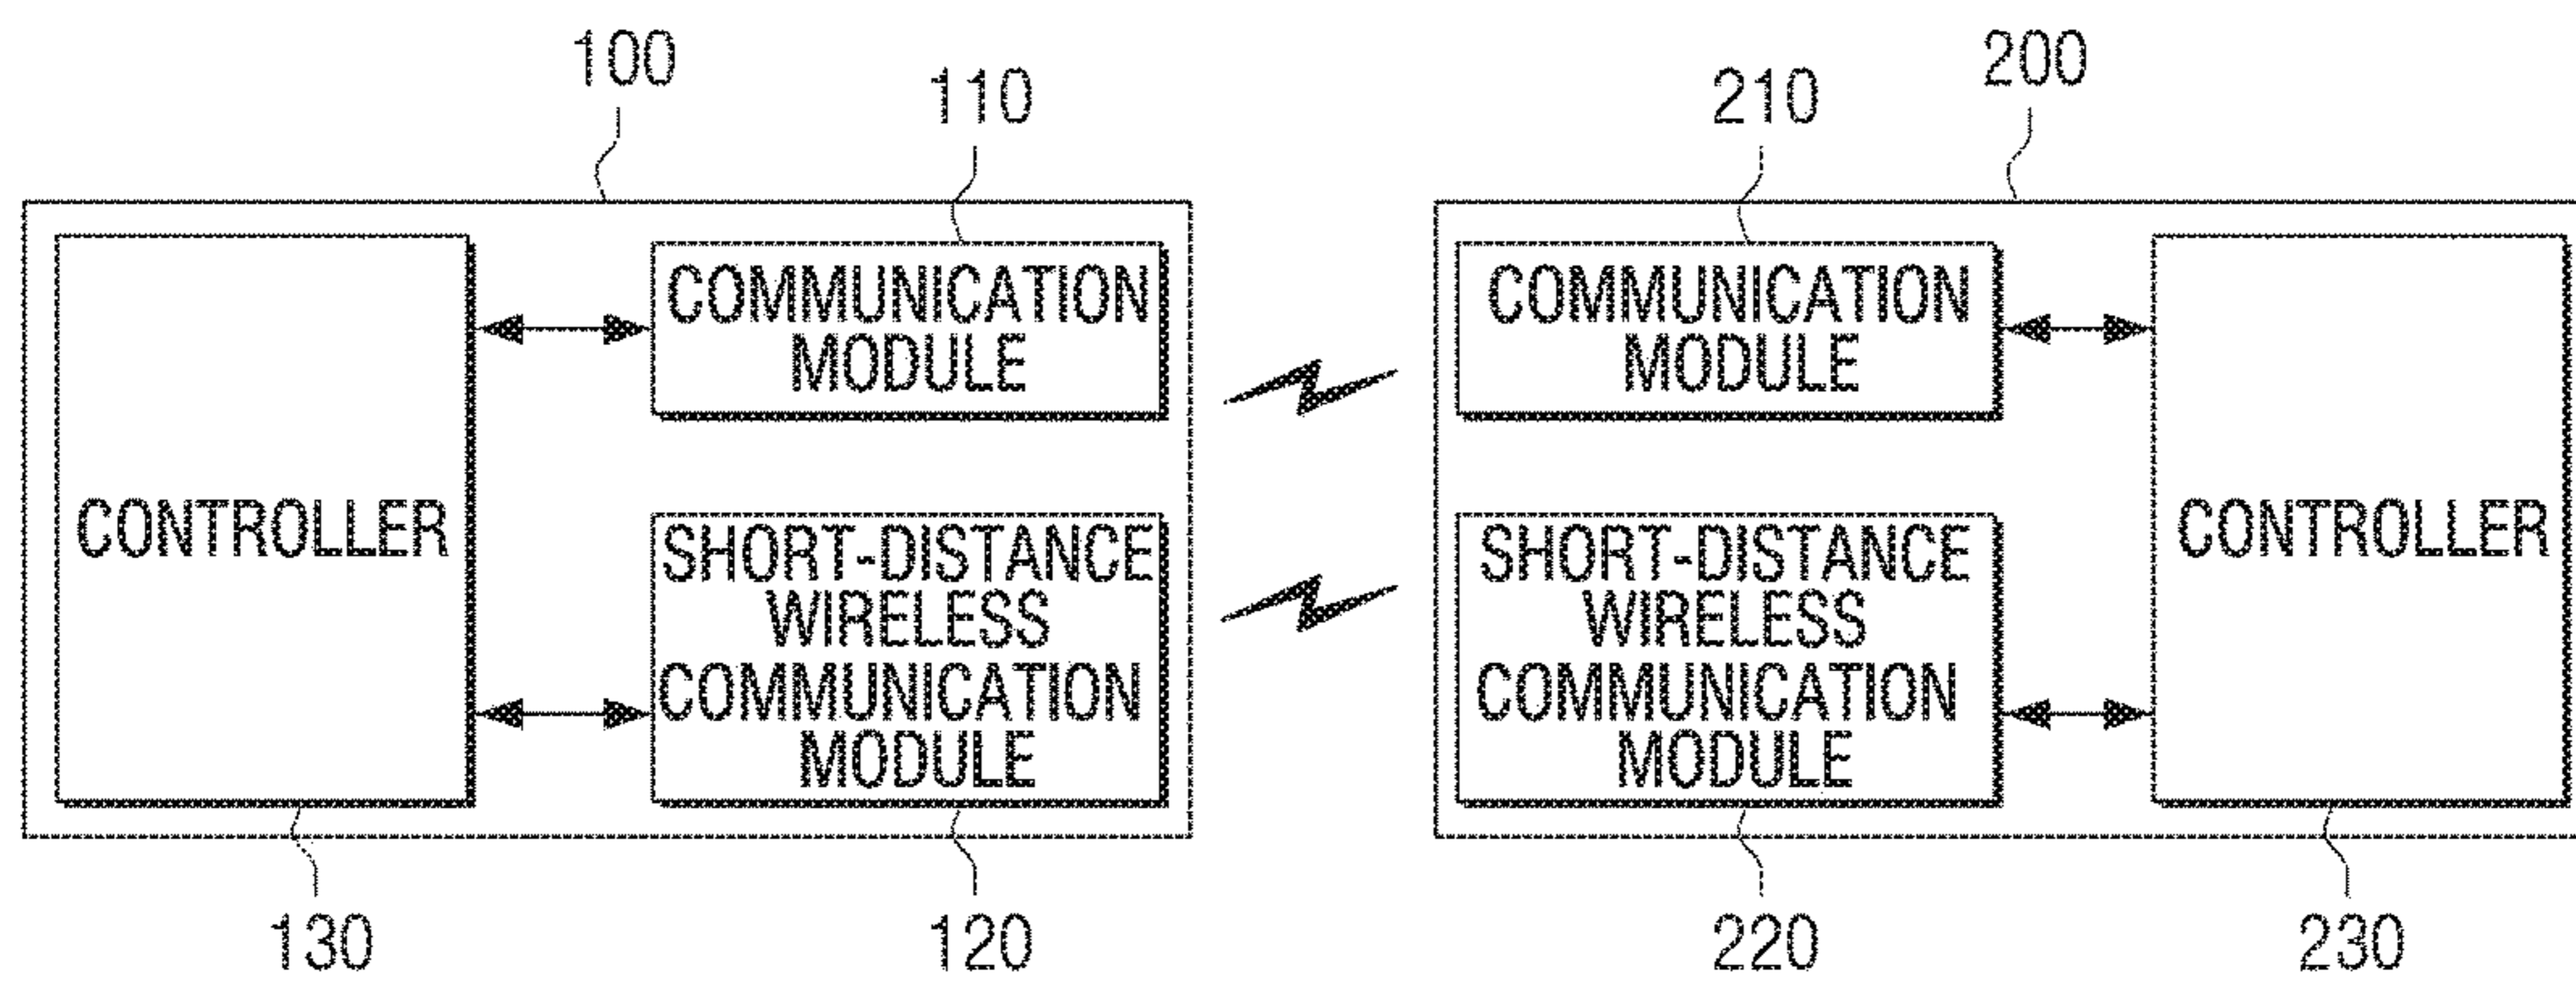 100
110
210
200
COMMUNICATION
MODULE
COMMUNICATION
MODULE
CONTROLLER
SHORT-DISTANCE
WIRELESS
COMMUNICATION
MODULE
SHORT-DISTANCE
WIRELESS
COMMUNICATION
MODULE
CONTROLLER
130
120
220
230